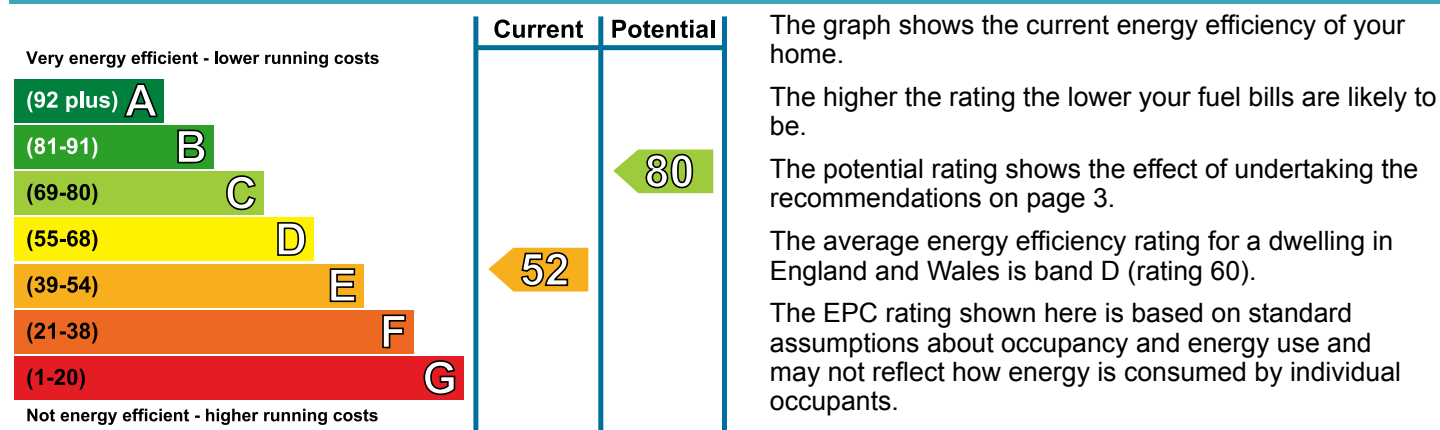 Current Potential
Very energy efficient - lower running costs
(92 plus) A
(81-91) B
(69-80) C
(55-68) D
(39-54) E
(21-38) F
(1-20) G
Not energy efficient - higher running costs
52
80
The graph shows the current energy efficiency of your
home.
The higher the rating the lower your fuel bills are likely to
be.
The potential rating shows the effect of undertaking the
recommendations on page 3.
The average energy efficiency rating for a dwelling in
England and Wales is band D (rating 60).
The EPC rating shown here is based on standard
assumptions about occupancy and energy use and
may not reflect how energy is consumed by individual
occupants.